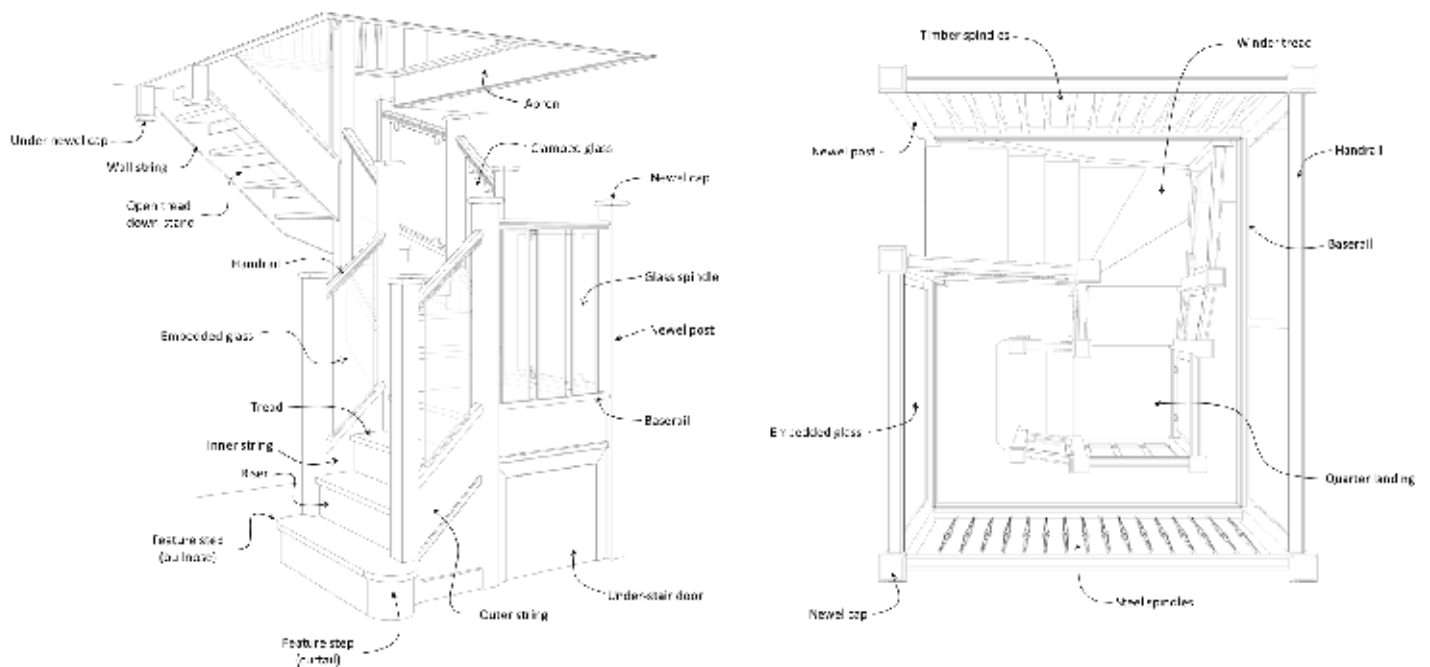 Apron
Under newel cap
Clamped glass
Wall string
Newel cap
Open tread
down stand
Handrail
Glass spindle
Embedded glass
Newel post
Tread
Baserail
Inner string
Riser
Feature step
(bullnose)
Under-stair door
Outer string
Feature step
(curtail)
Timber spindles
Winder tread
Newel post
Handrail
Baserail
Embedded glass
Quarter landing
Steel spindles
Newel cap